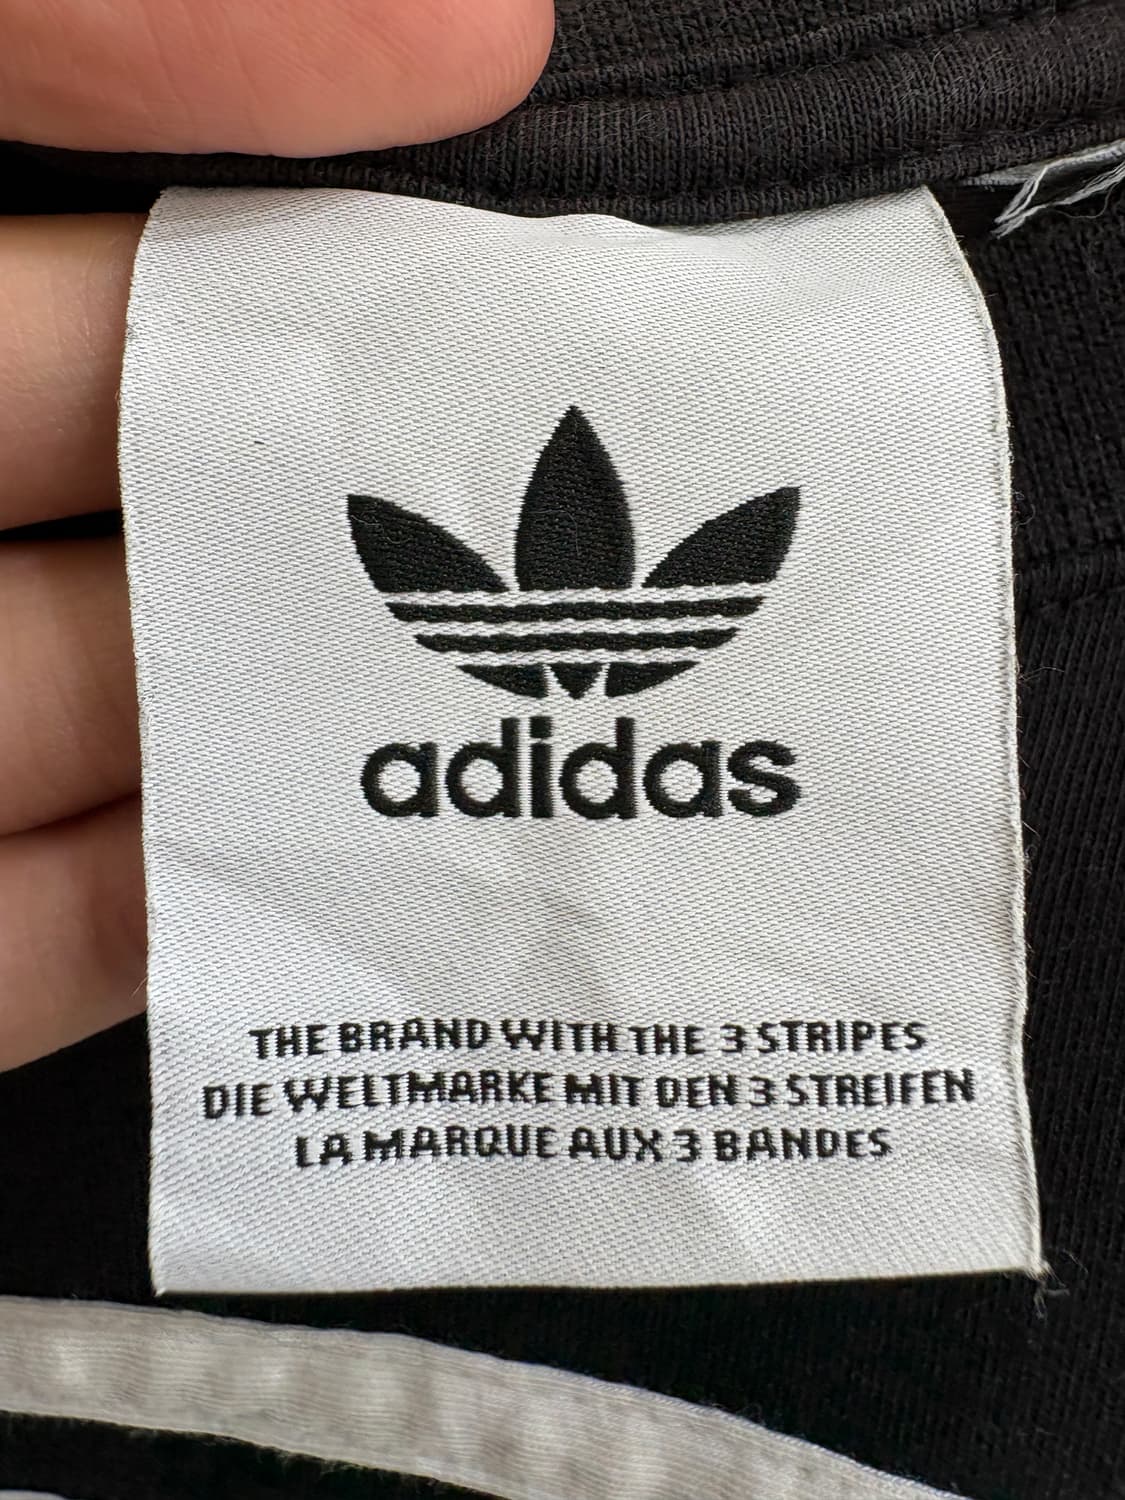 adidas
THE BRAND WITH THE 3 STRIPES
DIE WELTMARKE MIT DEN 3 STREIFEN
LA MARQUE AUX 3 BANDES